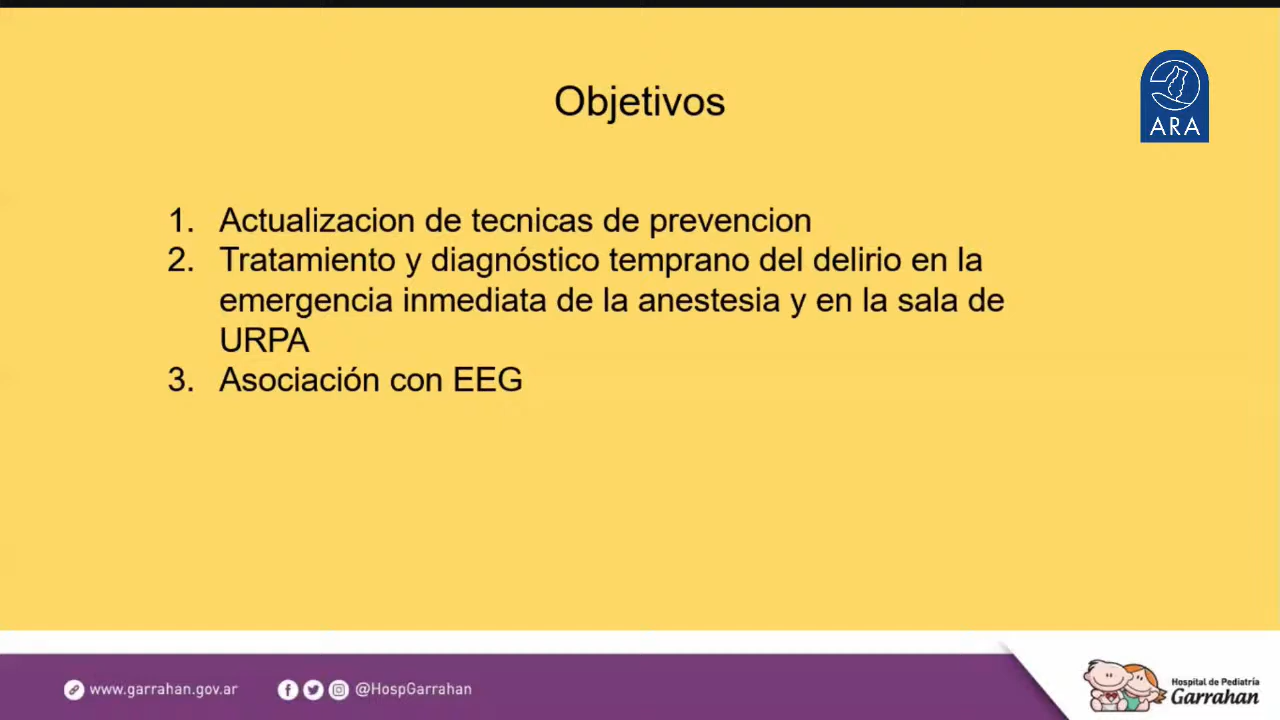 Objetivos
ARA
1. Actualizacion de tecnicas de prevencion
2. Tratamiento y diagnóstico temprano del delirio en la
emergencia inmediata de la anestesia y en la sala de
URPA
3. Asociación con EEG
www.garrahan.gov.ar
@HospGarrahan
Hospital de Pediatría
Garrahan